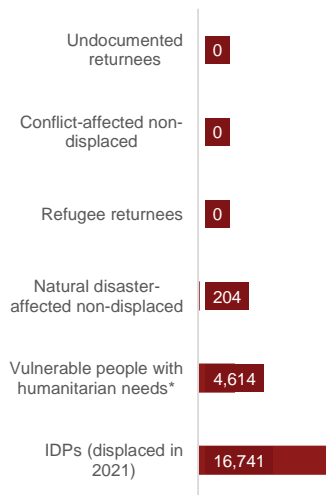 Undocumented
returnees
0
Conflict-affected non-
displaced
0
Refugee returnees
0
Natural disaster-
affected non-displaced
204
Vulnerable people with
humanitarian needs*
4,614
IDPs (displaced in
2021)
16,741